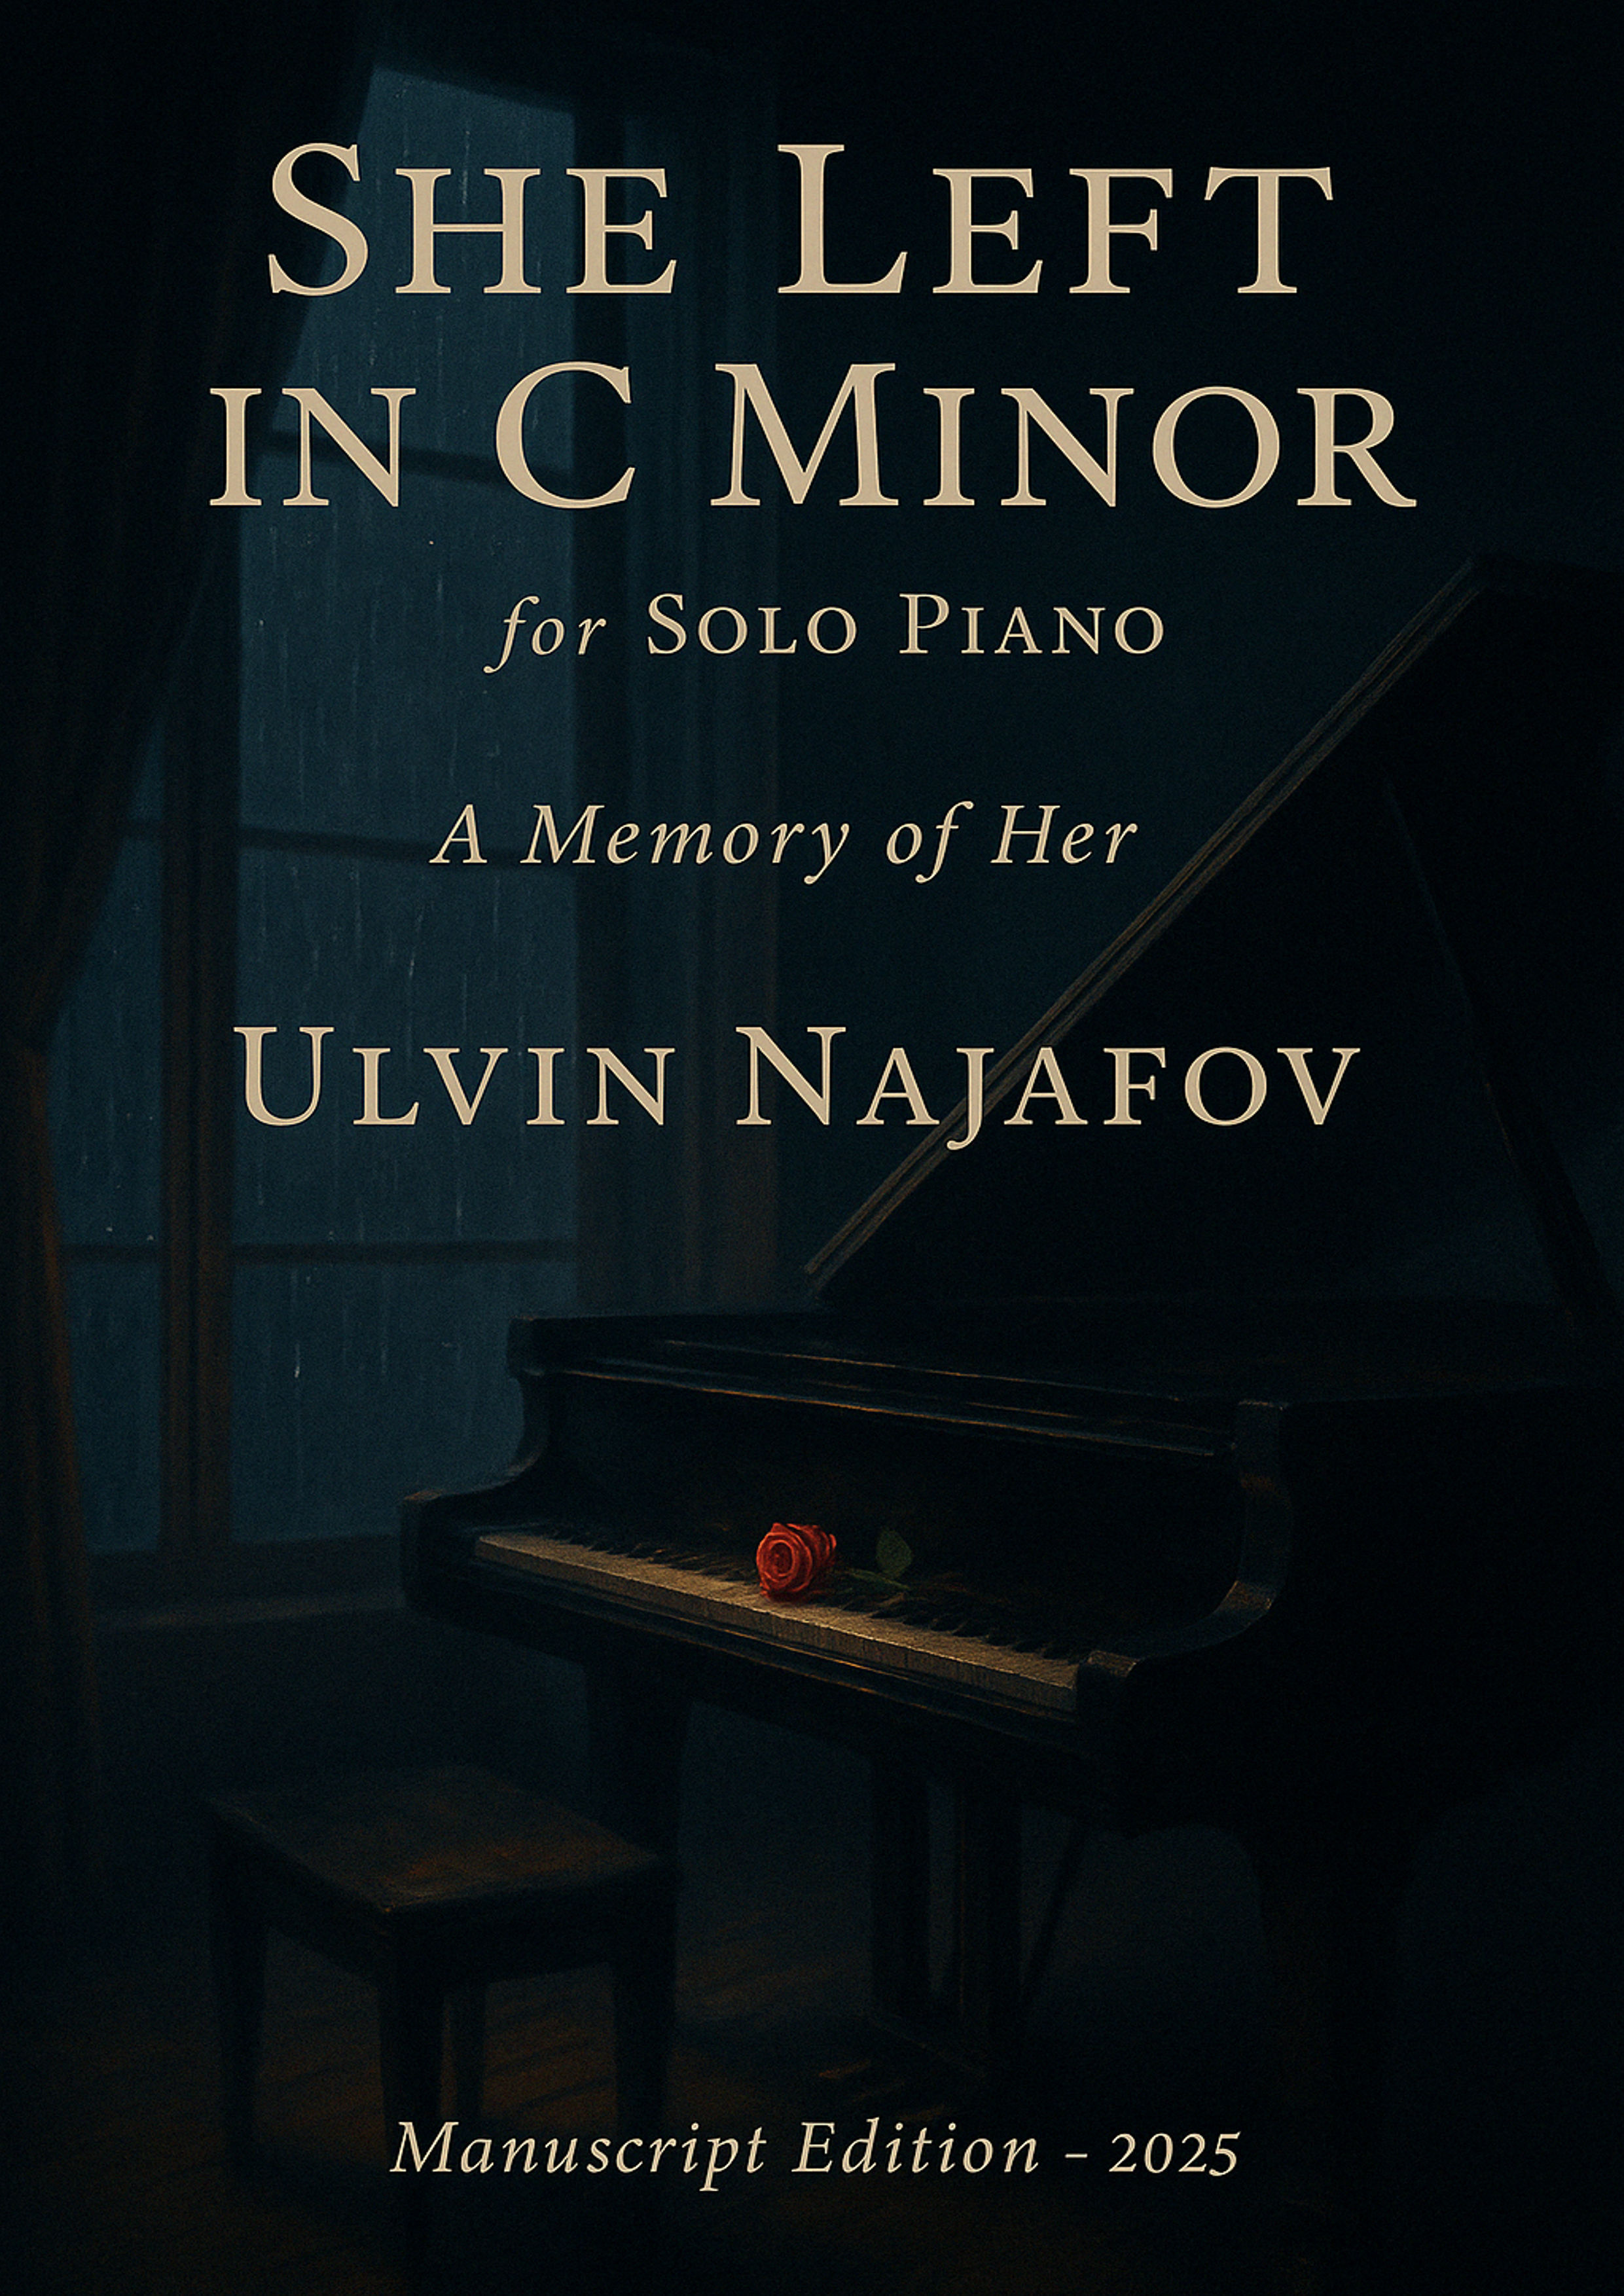 She Left
in C Minor
for Solo Piano
A Memory of Her
Ulvin Najafov
Manuscript Edition – 2025